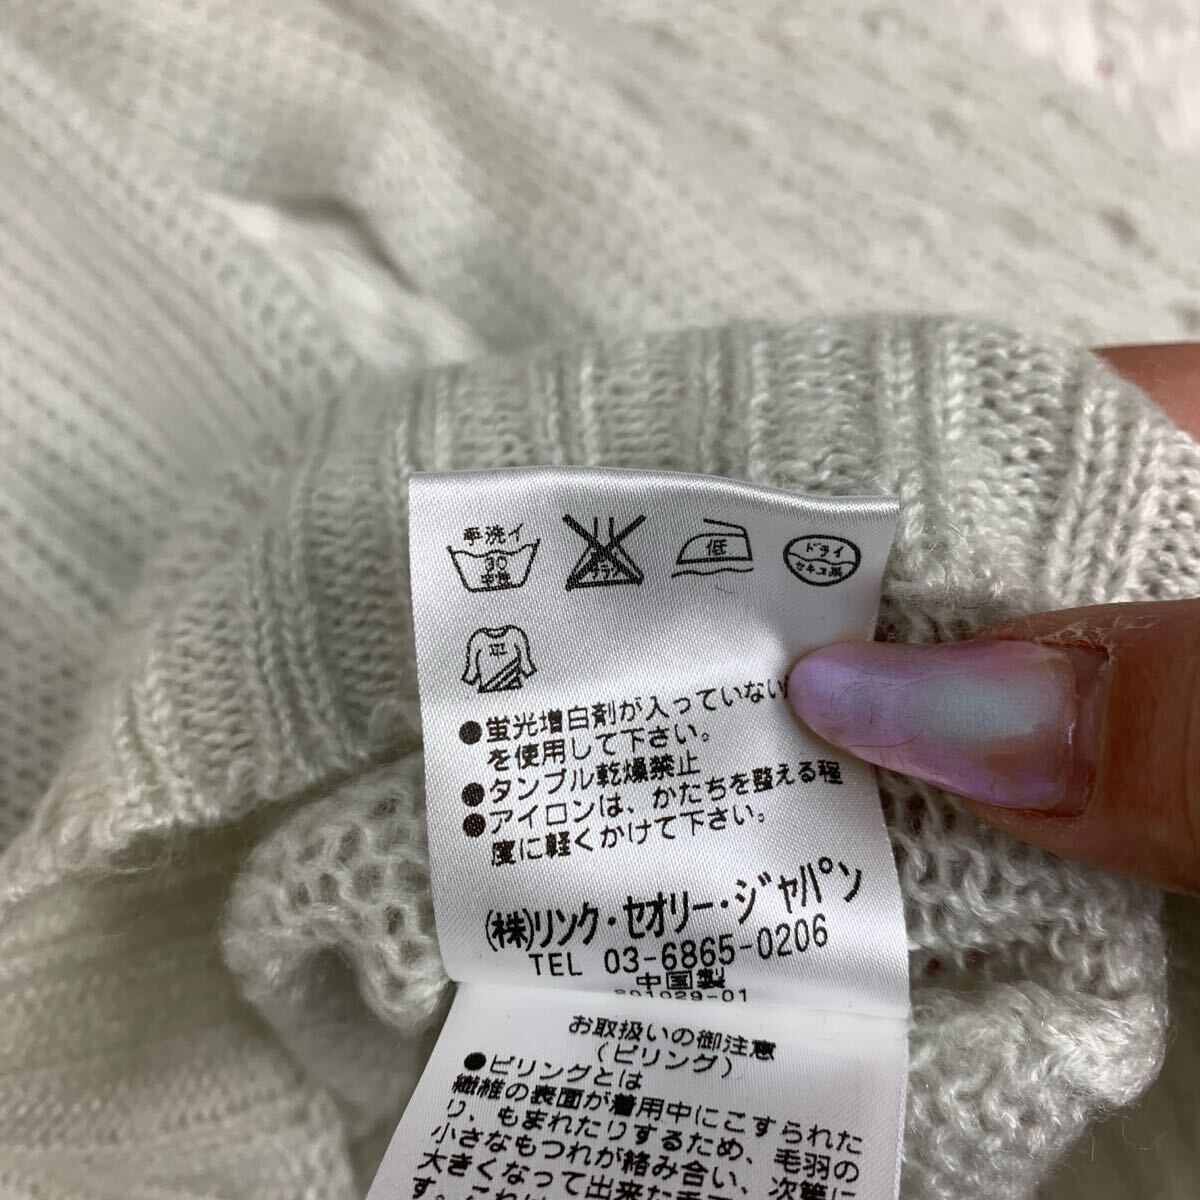 手洗イ
30
中性
低
ドライ
セキユ系
●蛍光増白剤が入っていない
を使用して下さい。
●タンブル乾燥禁止
●アイロンは、かたちを整える程
度に軽くかけて下さい。
(株)リンク・セオリー・ジャパン
TEL 03-6865-0206
中国製
201029-01
お取扱いの御注意
(ピリング)
●ピリングとは
繊維の表面が着用中にこすられた
り、もまれたりするため、毛羽の
小さなもつれが絡み合い、次第に
大きくなって出来た毛
す。これは